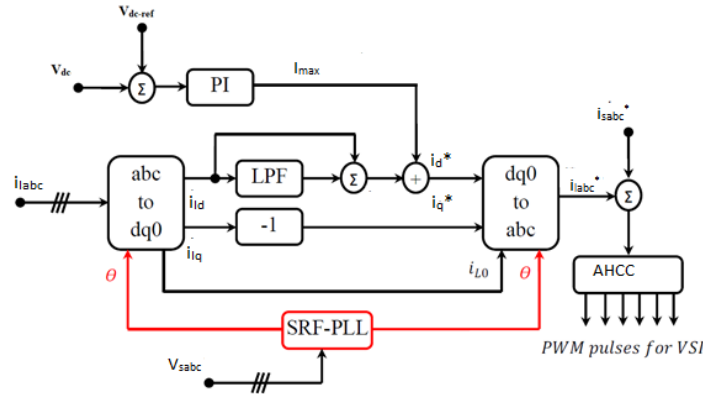 Vdc-ref
Vdc
Σ
PI
Imax
isabc*
ilabc
abc
to
dq0
ild
LPF
Σ
+
id*
iq*
dq0
to
abc
ilabc*
Σ
ilq
-1
θ
iL0
θ
AHCC
SRF-PLL
PWM pulses for VSI
Vsabc